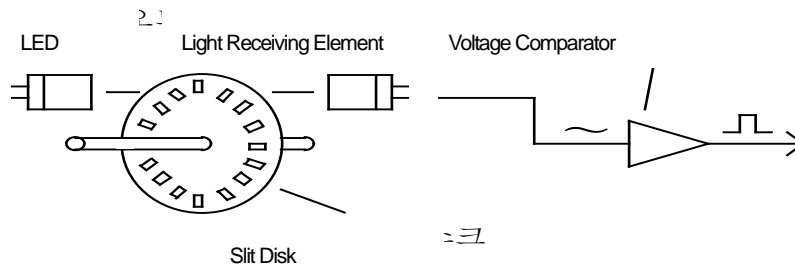 LED
Light Receiving Element
Voltage Comparator
Slit Disk